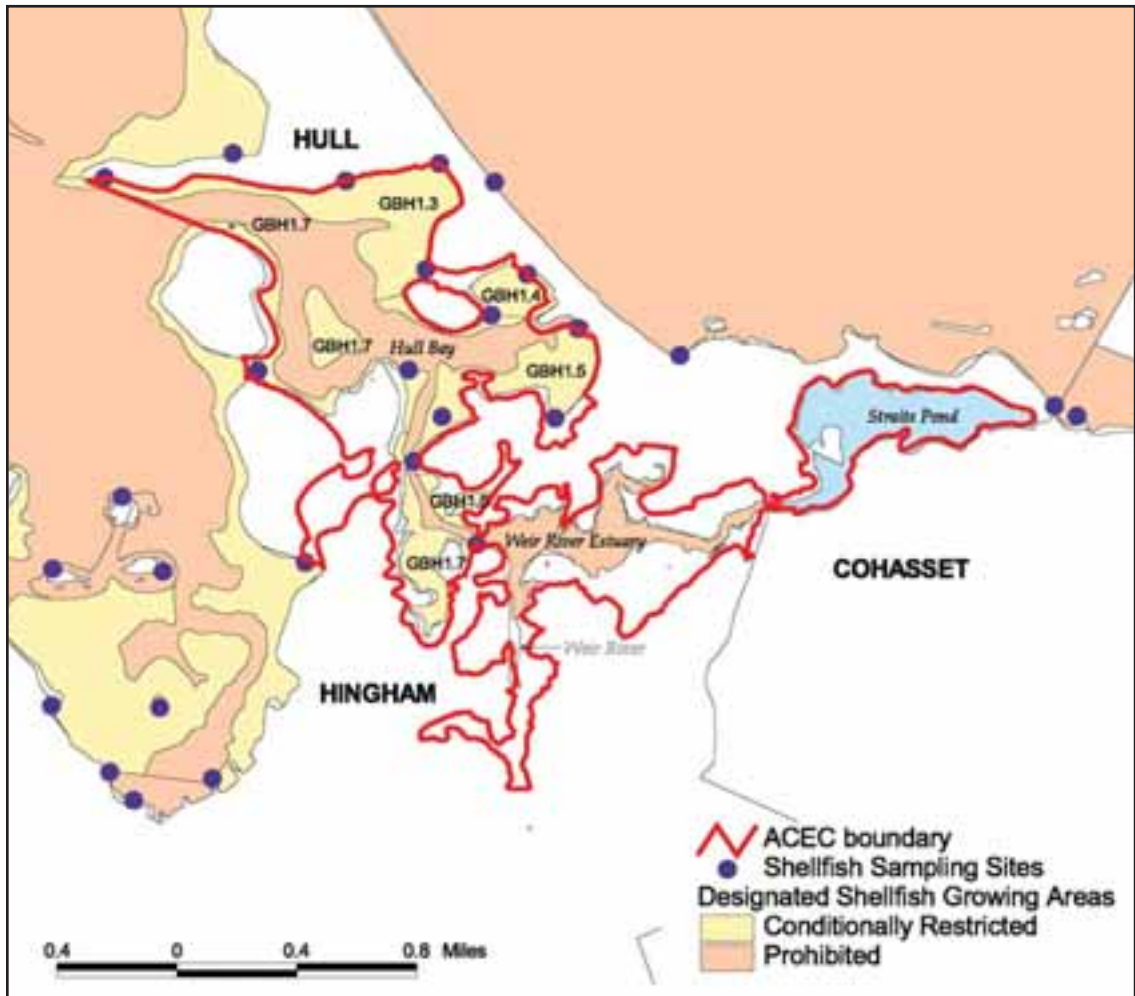 HULL
GBH1.3
GBH1.7
GBH1.4
GBH1.7
Hull Bay
GBH1.5
Straits Pond
Weir River Estuary
GBH1.7
COHASSET
Weir River
HINGHAM
ACEC boundary
Shellfish Sampling Sites
Designated Shellfish Growing Areas
Conditionally Restricted
Prohibited
0.4 0 0.4 0.8 Miles